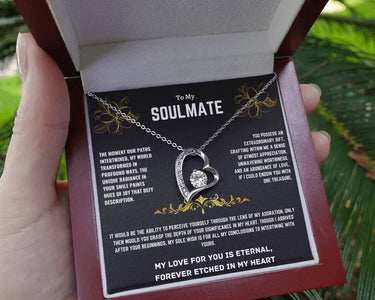 To My
SOULMATE
THE MOMENT OUR PATHS
INTERTWINED, MY WORLD
TRANSFORMED IN
PROFOUND WAYS. THE
UNIQUE RADIANCE IN
YOUR SMILE PAINTS
HUES OF JOY THAT DEFY
DESCRIPTION.
YOU POSSESS AN
EXTRAORDINARY GIFT,
CRAFTING WITHIN ME A SENSE
OF UTMOST APPRECIATION,
UNWAVERING WORTHINESS,
AND AN ABUNDANCE OF LOVE.
IF I COULD ENDOW YOU WITH
ONE TREASURE,
IT WOULD BE THE ABILITY TO PERCEIVE YOURSELF THROUGH THE LENS OF MY ADORATION. ONLY
THEN WOULD YOU GRASP THE DEPTH OF YOUR SIGNIFICANCE IN MY HEART. THOUGH I ARRIVED
AFTER YOUR BEGINNINGS, MY SOLE WISH IS FOR ALL MY CONCLUSIONS TO INTERTWINE WITH
YOURS.
MY LOVE FOR YOU IS ETERNAL,
FOREVER ETCHED IN MY HEART